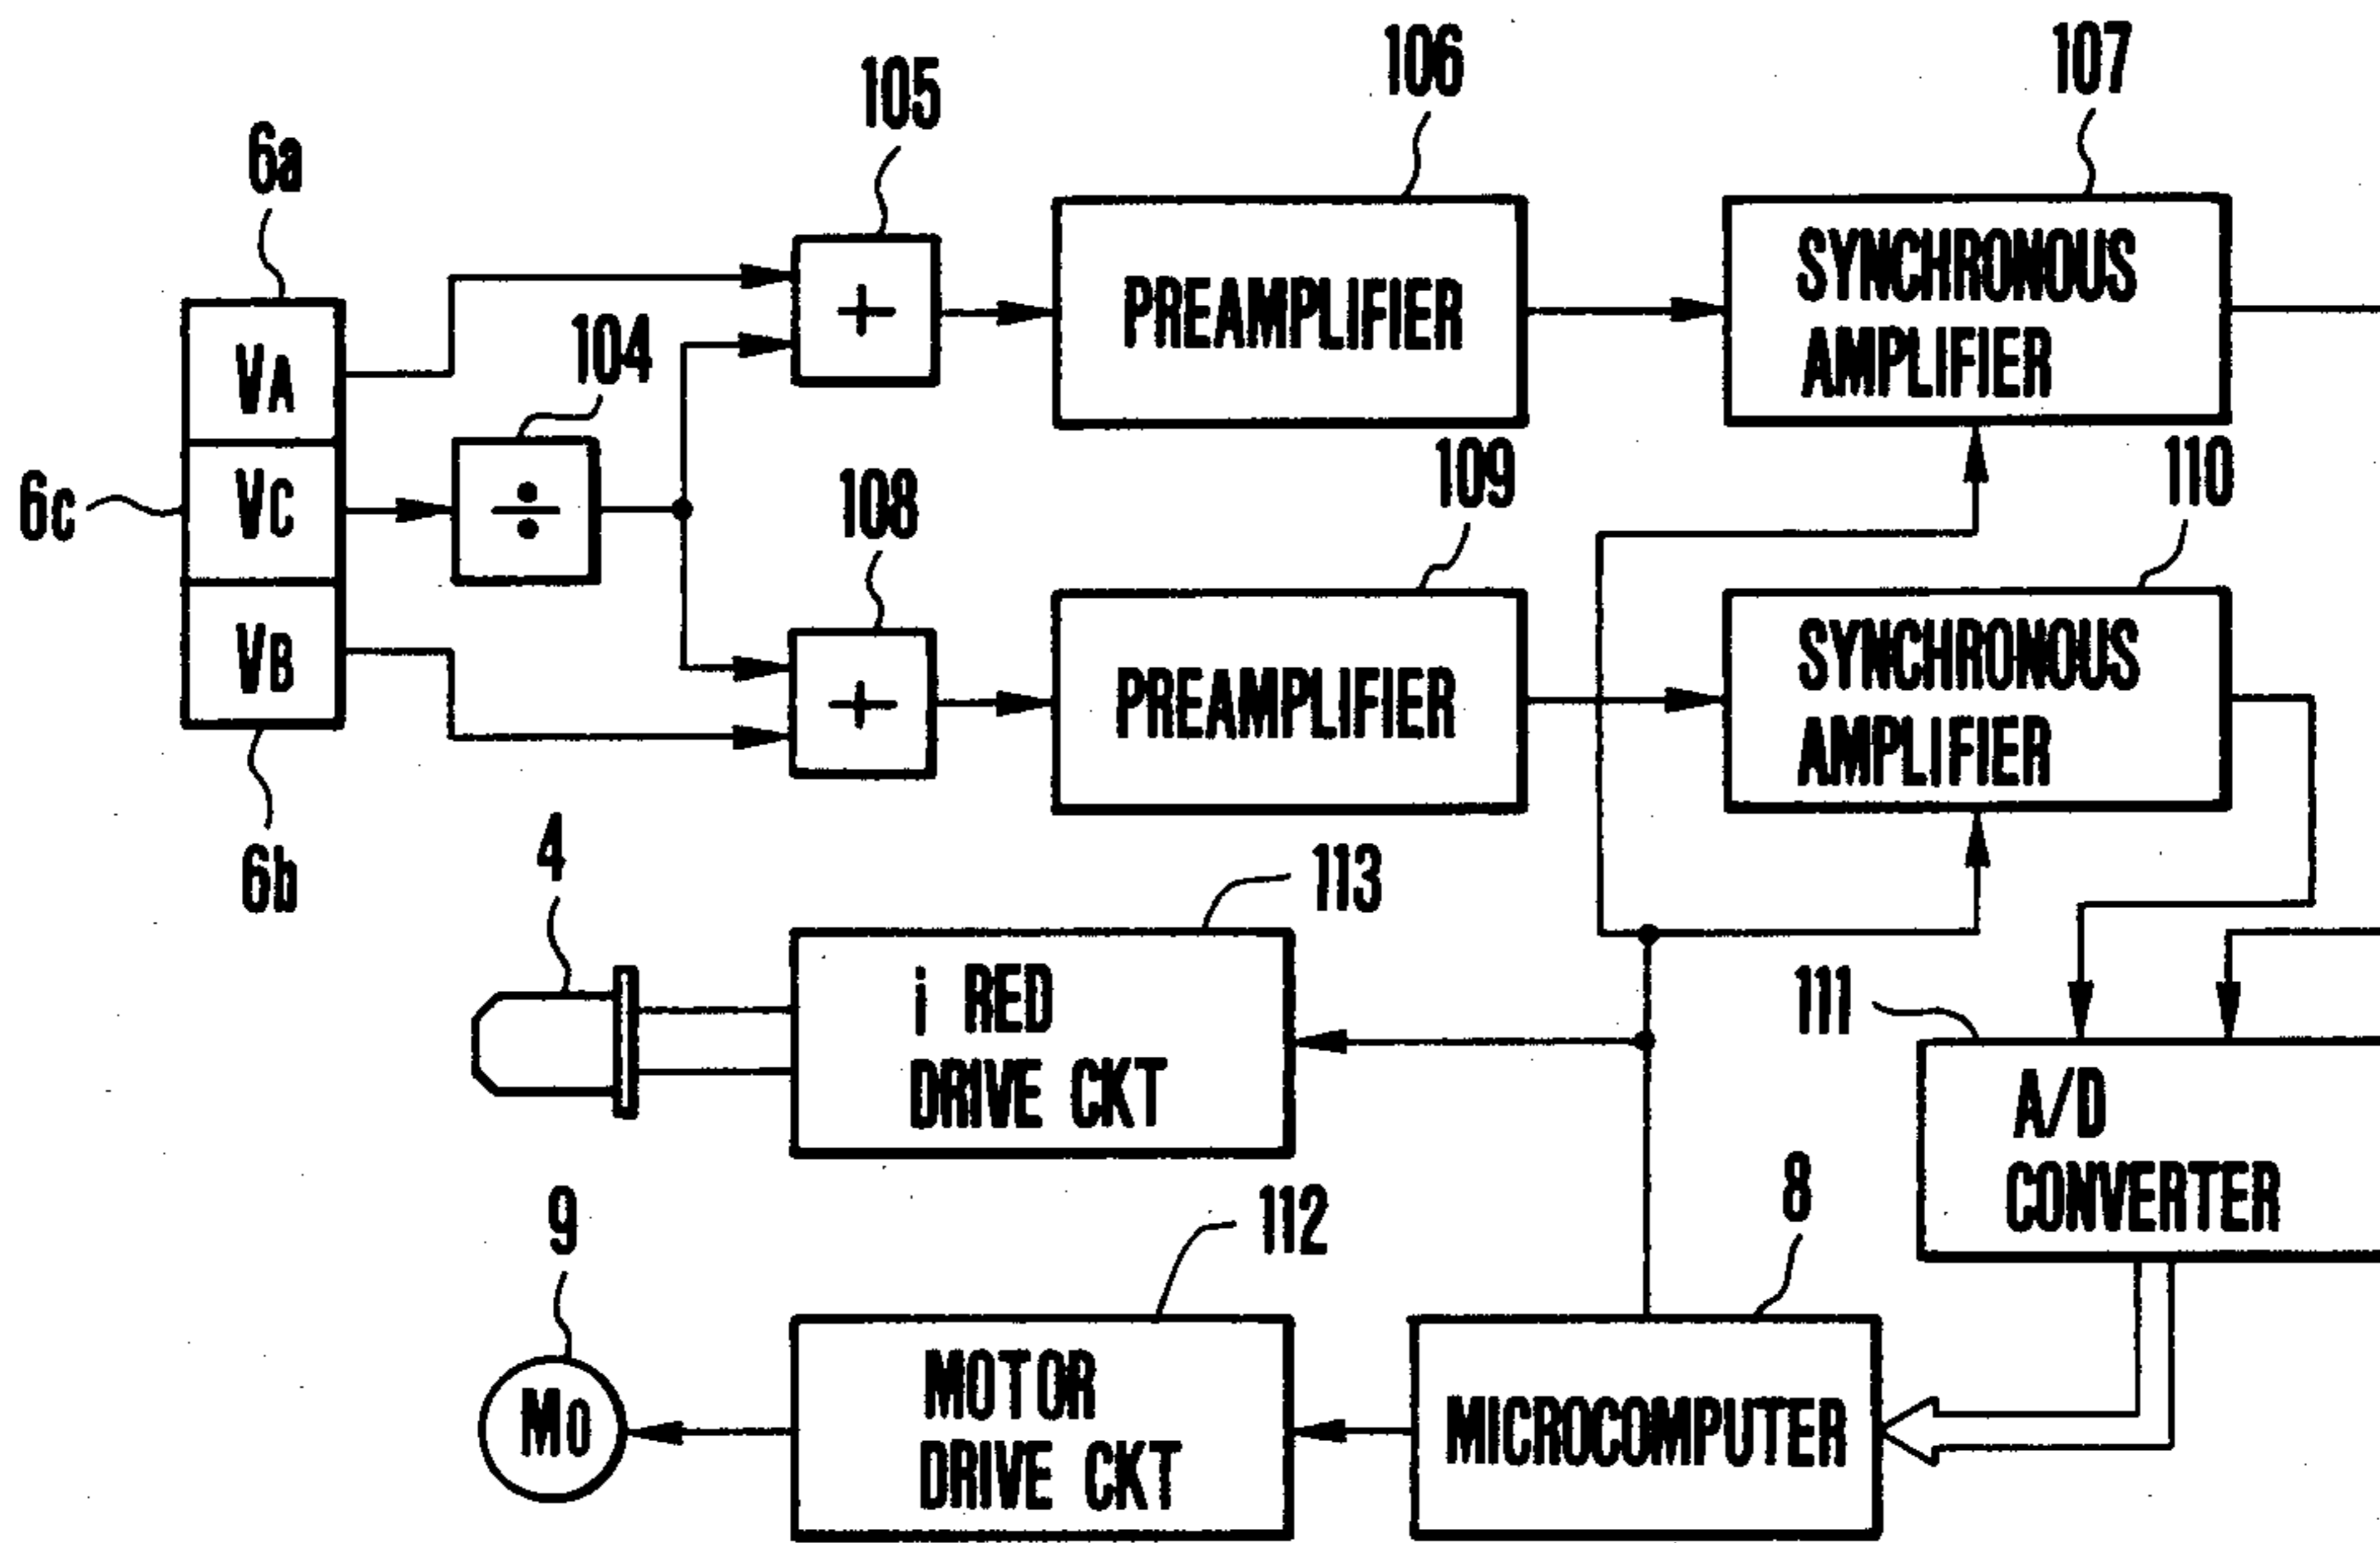 105
106
107
6a
104
+
PREAMPLIFIER
SYNCHRONOUS
AMPLIFIER
VA
6c
VC
÷
108
109
110
VB
+
PREAMPLIFIER
SYNCHRONOUS
AMPLIFIER
6b
4
113
i RED
DRIVE CKT
111
A/D
CONVERTER
9
112
8
Mo
MOTOR
DRIVE CKT
MICROCOMPUTER